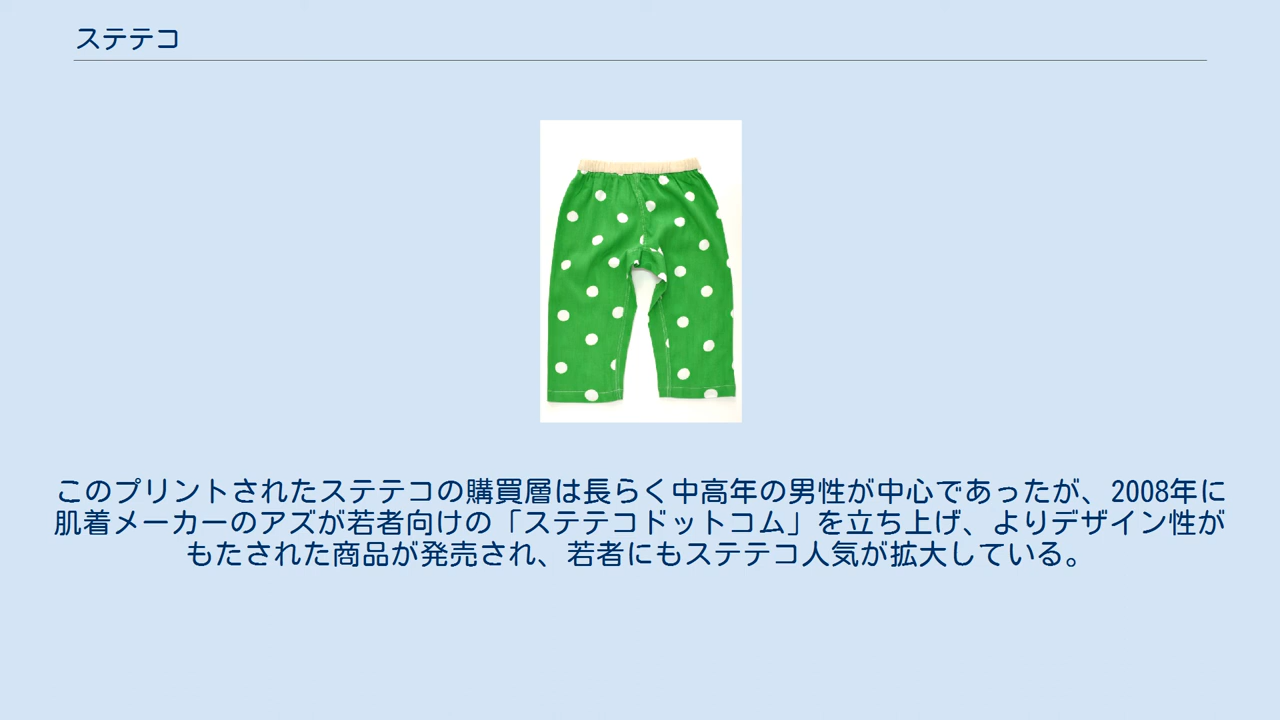 ステテコ
このプリントされたステテコの購買層は長らく中高年の男性が中心であったが、2008年に
肌着メーカーのアズが若者向けの「ステテコドットコム」を立ち上げ、よりデザイン性が
もたされた商品が発売され、若者にもステテコ人気が拡大している。